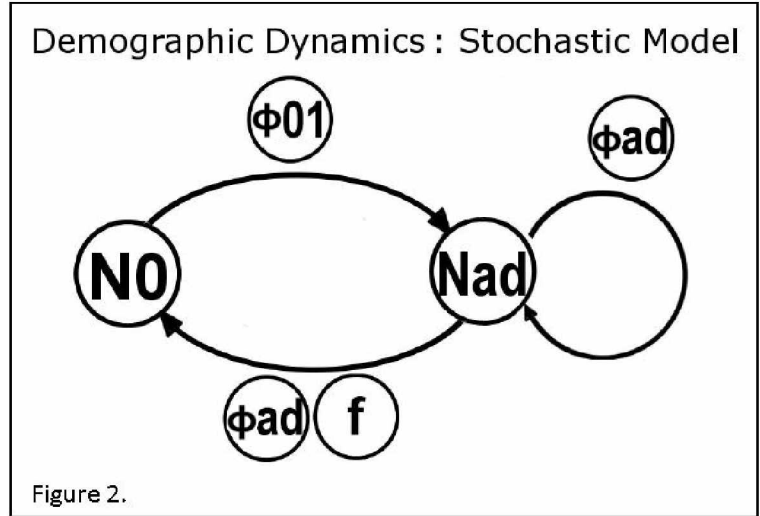 Demographic Dynamics : Stochastic Model
ϕ01
ϕad
N0
Nad
ϕad
f
Figure 2.